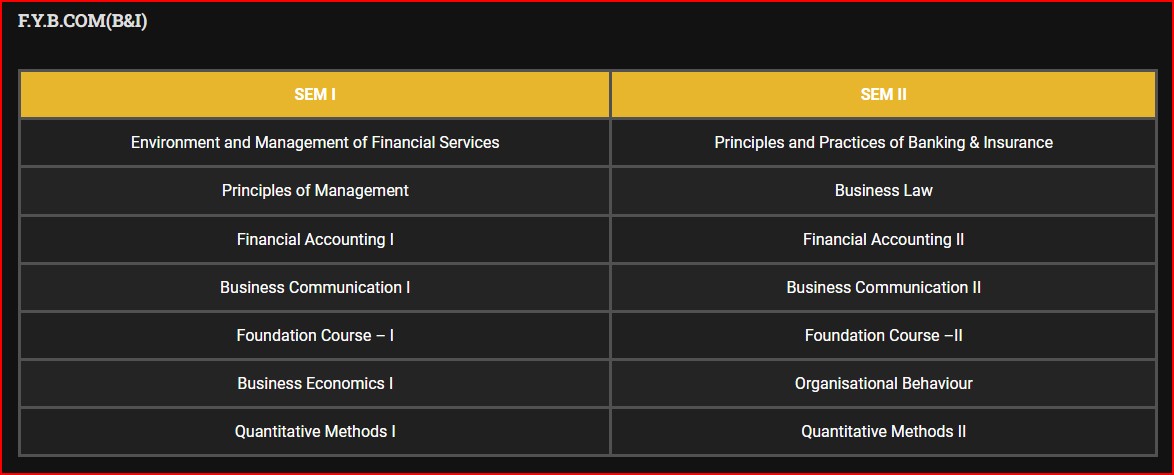 F.Y.B.COM(B&I)
SEM I SEM II
Environment and Management of Financial Services Principles and Practices of Banking & Insurance
Principles of Management Business Law
Financial Accounting I Financial Accounting II
Business Communication I Business Communication II
Foundation Course – I Foundation Course –II
Business Economics I Organisational Behaviour
Quantitative Methods I Quantitative Methods II